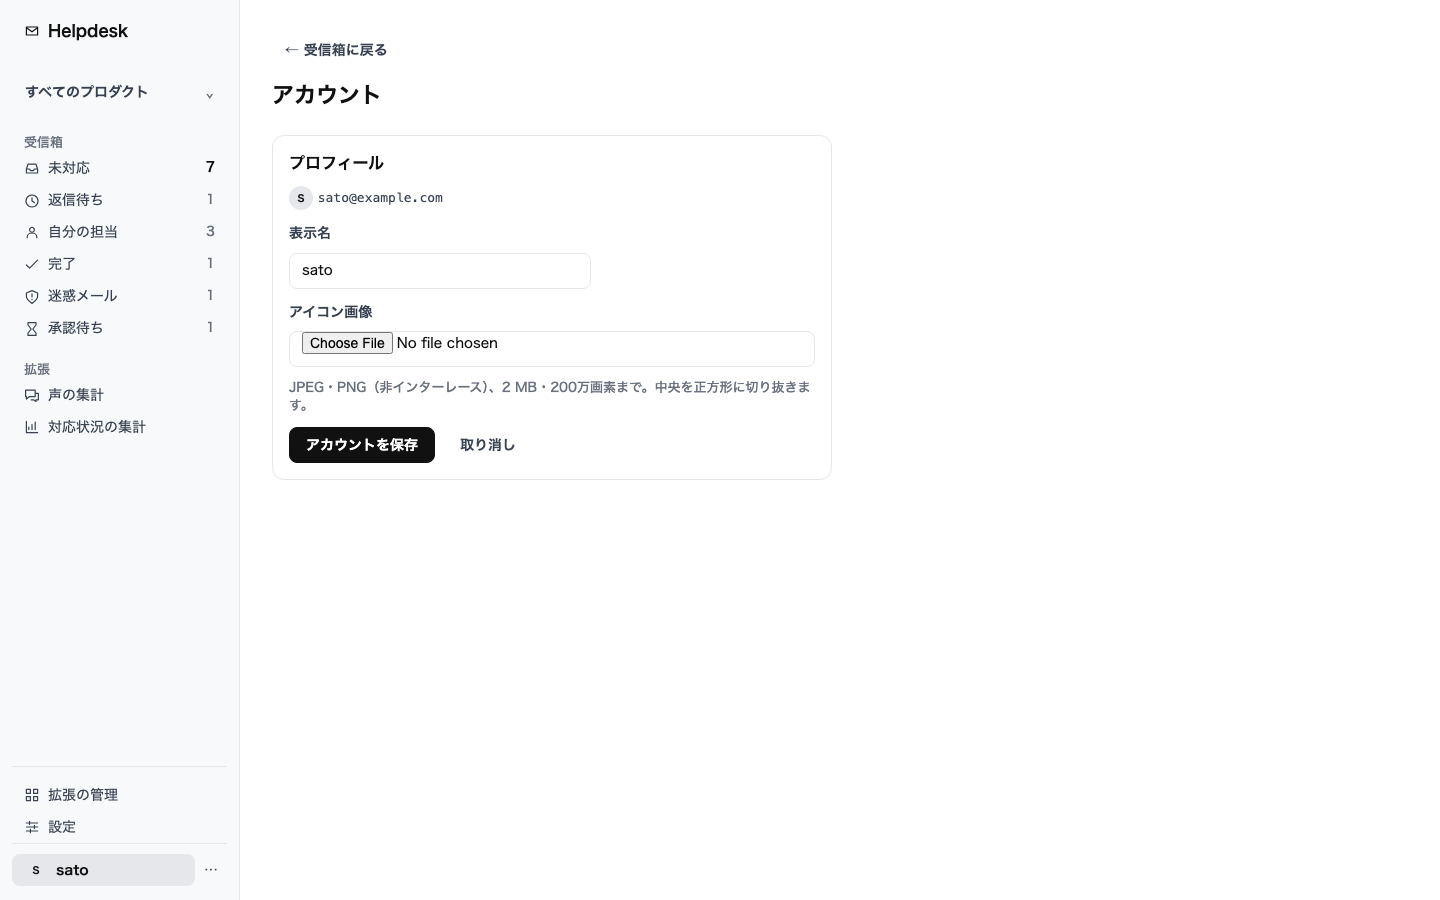 Helpdesk
すべてのプロダクト
受信箱
未対応 7
返信待ち 1
自分の担当 3
完了 1
迷惑メール 1
承認待ち 1
拡張
声の集計
対応状況の集計
拡張の管理
設定
S sato …
← 受信箱に戻る
アカウント
プロフィール
S sato@example.com
表示名
sato
アイコン画像
Choose File No file chosen
JPEG・PNG（非インターレース）、2 MB・200万画素まで。中央を正方形に切り抜きま
す。
アカウントを保存 取り消し